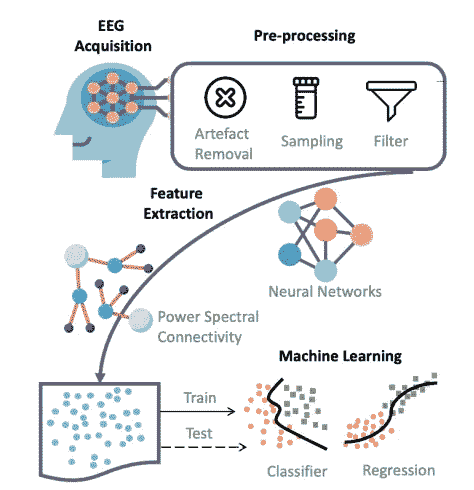 EEG
Acquisition
Pre-processing
Artefact
Removal
Sampling
Filter
Feature
Extraction
Neural Networks
Power Spectral
Connectivity
Machine Learning
Train
Test
Classifier
Regression